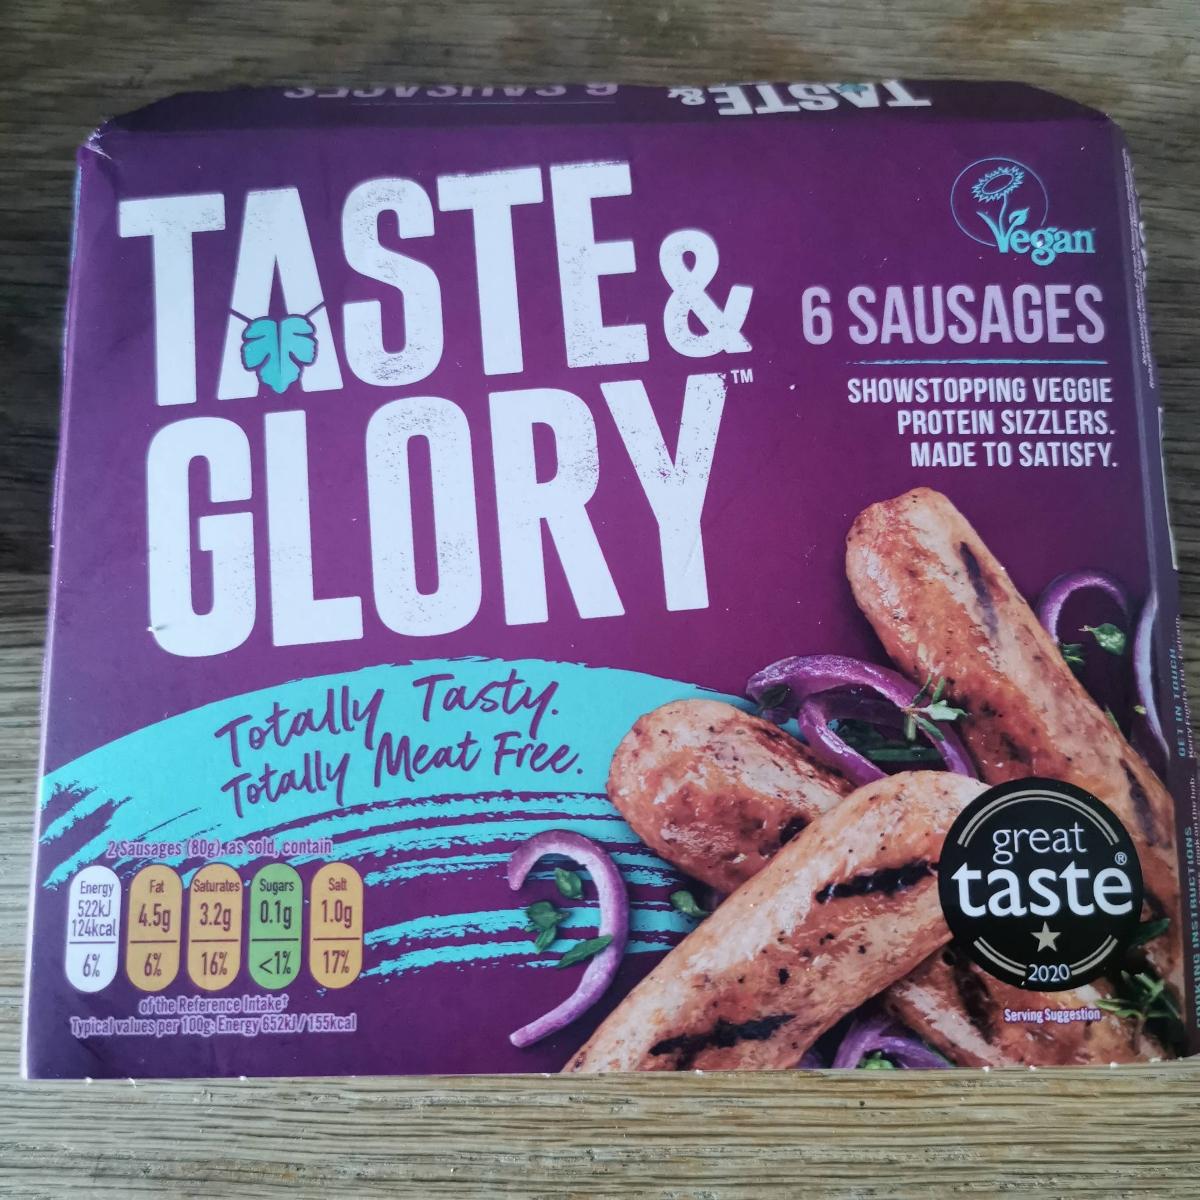 6 SAUSAGES
TASTE &
TASTE &
GLORY™
Vegan
6 SAUSAGES
SHOWSTOPPING VEGGIE
PROTEIN SIZZLERS.
MADE TO SATISFY.
Totally Tasty.
Totally Meat Free.
2 Sausages (80g), as sold, contain
Energy
522kJ
124kcal
6%
Fat
4.5g
6%
Saturates
3.2g
16%
Sugars
0.1g
<1%
Salt
1.0g
17%
of the Reference Intake†
Typical values per 100g: Energy 652kJ / 155kcal
great
taste®
2020
Serving Suggestion
GET IN TOUCH